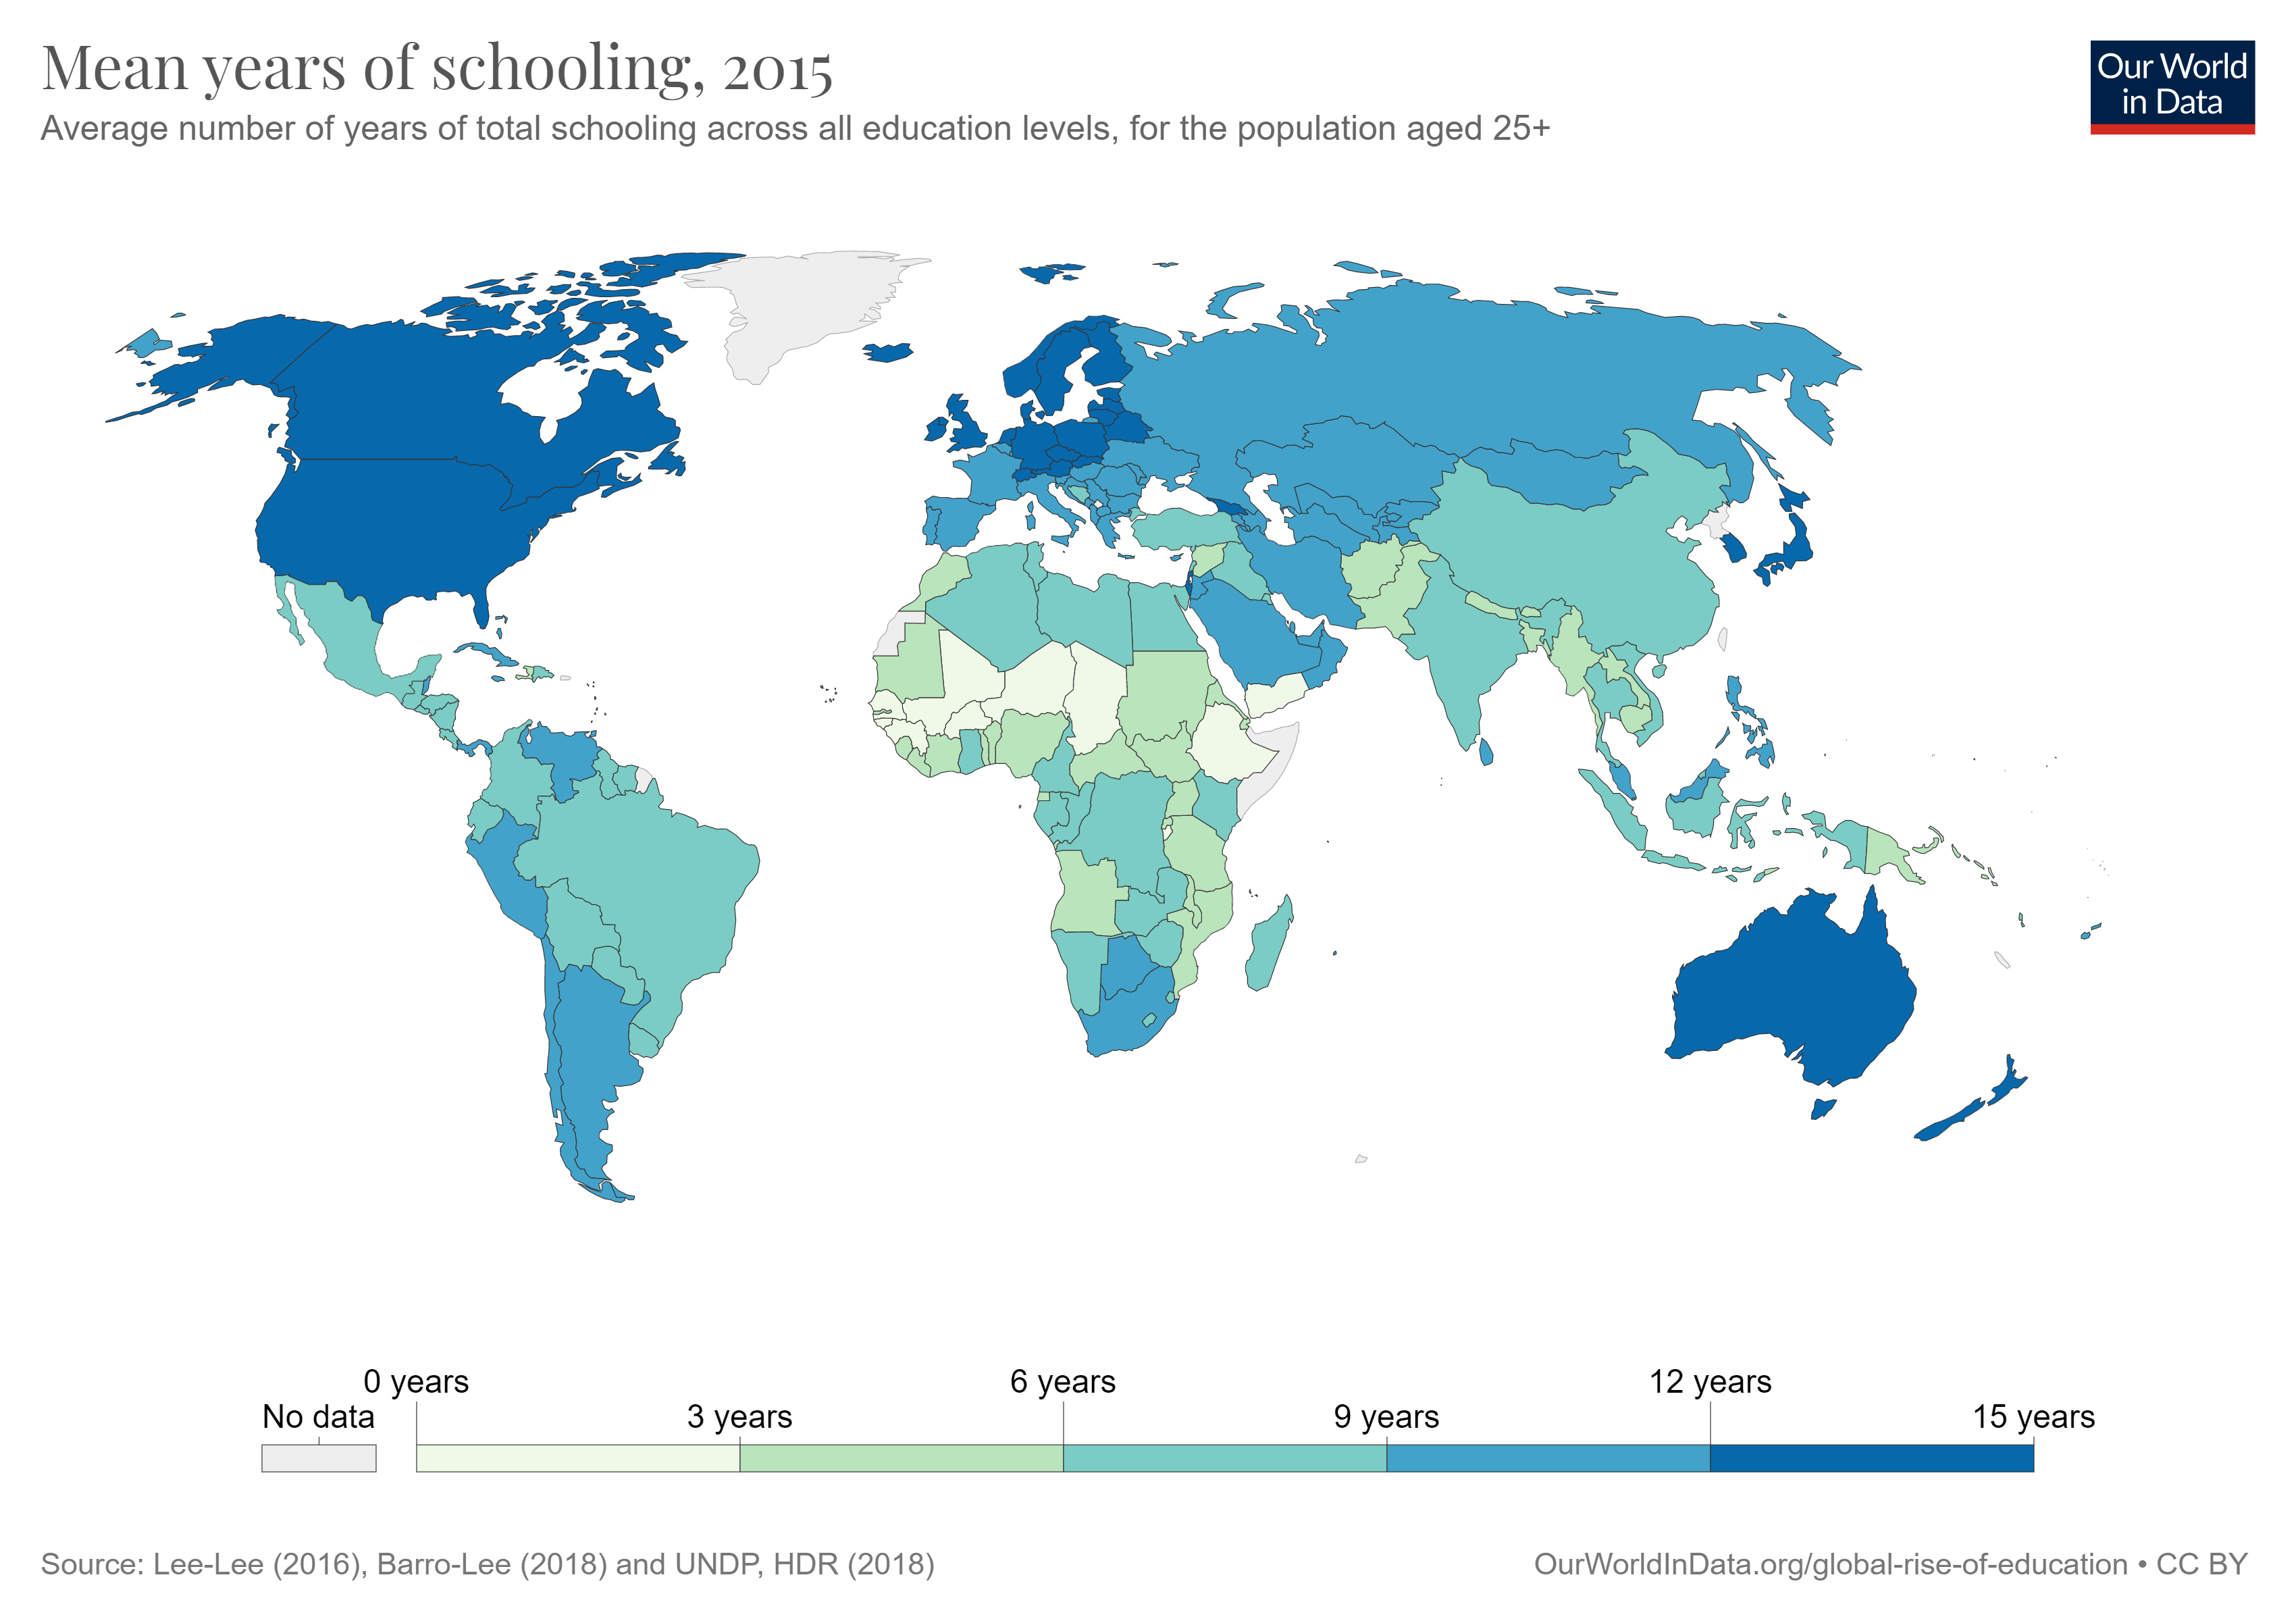 Mean years of schooling, 2015
Average number of years of total schooling across all education levels, for the population aged 25+
Our World
in Data
0 years
6 years
12 years
No data
3 years
9 years
15 years
Source: Lee-Lee (2016), Barro-Lee (2018) and UNDP, HDR (2018)
OurWorldInData.org/global-rise-of-education • CC BY